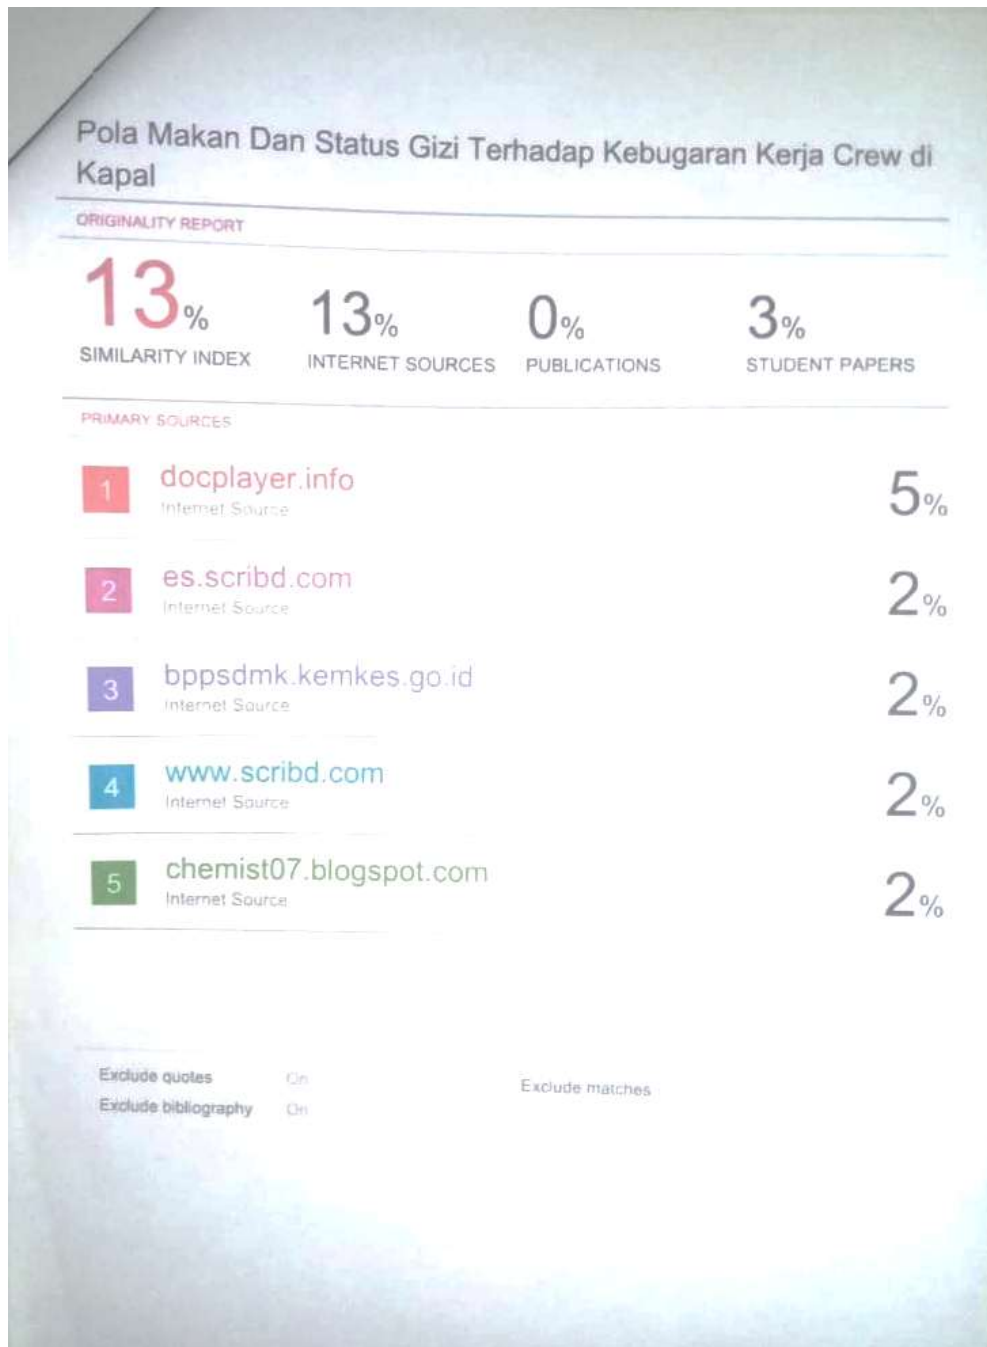 Pola Makan Dan Status Gizi Terhadap Kebugaran Kerja Crew di
Kapal
ORIGINALITY REPORT
13%
SIMILARITY INDEX
13%
INTERNET SOURCES
0%
PUBLICATIONS
3%
STUDENT PAPERS
PRIMARY SOURCES
1
docplayer.info
Internet Source
5%
2
es.scribd.com
Internet Source
2%
3
bppsdmk.kemkes.go.id
Internet Source
2%
4
www.scribd.com
Internet Source
2%
5
chemist07.blogspot.com
Internet Source
2%
Exclude quotes On
Exclude matches
Exclude bibliography On